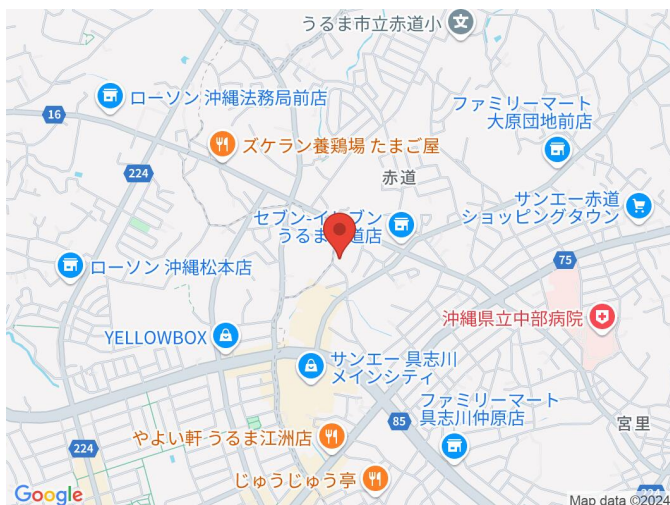 うるま市立赤道小
ローソン 沖縄法務局前店
16
ファミリーマート
大原団地前店
ズケラン養鶏場 たまご屋
224
赤道
サンエー赤道
ショッピングタウン
セブン-イレブン
うるま赤道店
75
ローソン 沖縄松本店
沖縄県立中部病院
YELLOWBOX
サンエー 具志川
メインシティ
ファミリーマート
具志川仲原店
85
宮里
やよい軒 うるま江洲店
224
じゅうじゅう亭
224
Google
Map data ©2024